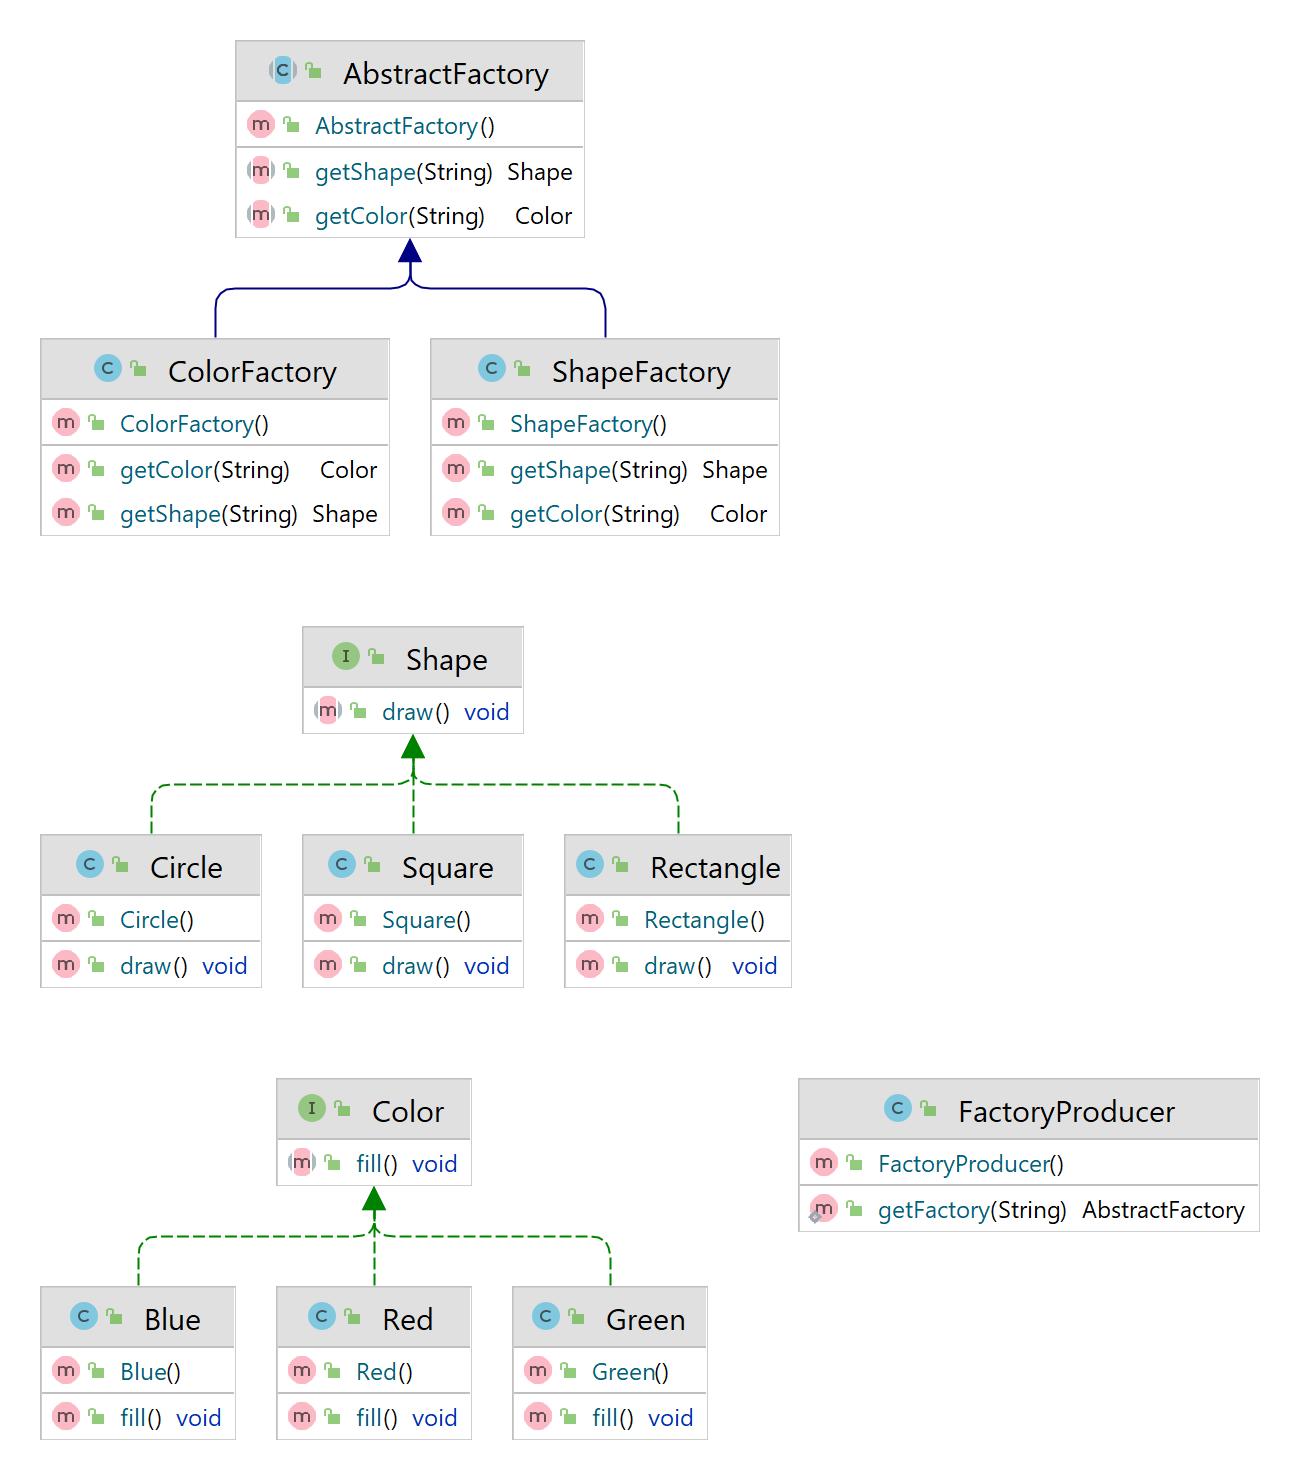 AbstractFactory
AbstractFactory()
getShape(String) Shape
getColor(String) Color
ColorFactory
ColorFactory()
getColor(String) Color
getShape(String) Shape
ShapeFactory
ShapeFactory()
getShape(String) Shape
getColor(String) Color
Shape
draw() void
Circle
Circle()
draw() void
Square
Square()
draw() void
Rectangle
Rectangle()
draw() void
Color
fill() void
FactoryProducer
FactoryProducer()
getFactory(String) AbstractFactory
Blue
Blue()
fill() void
Red
Red()
fill() void
Green
Green()
fill() void